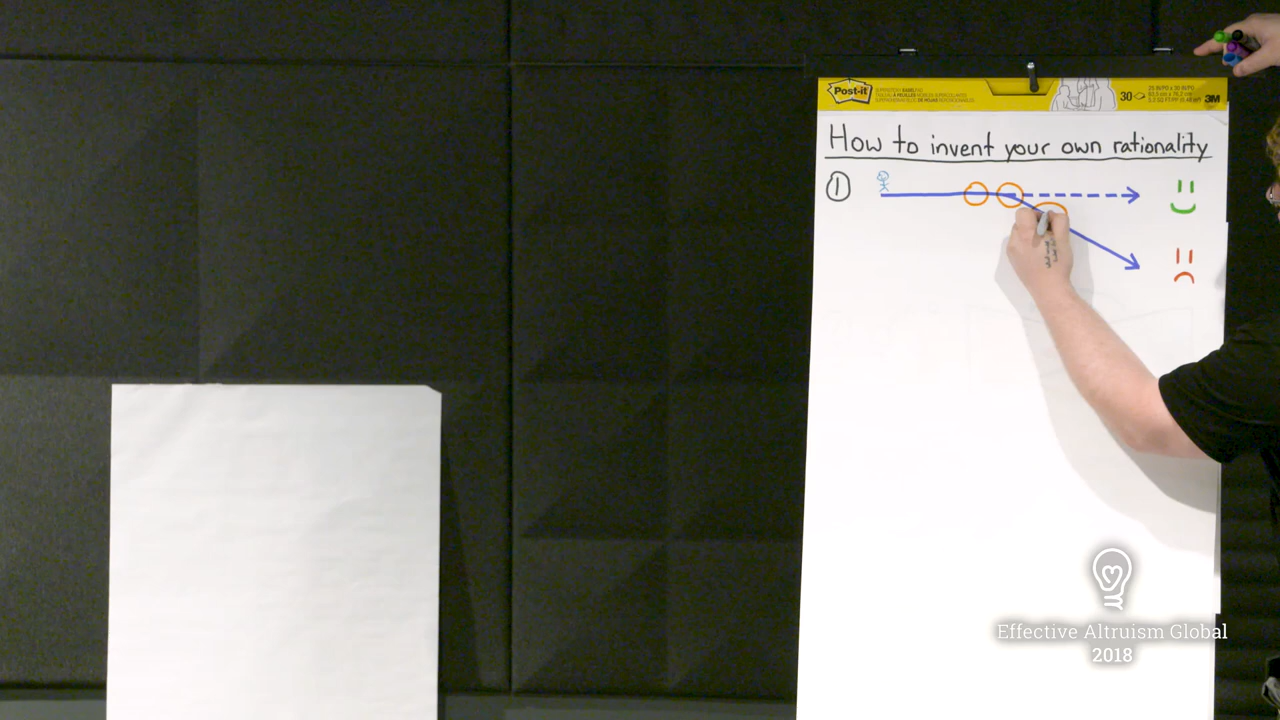 Post-it
30
3M
How to invent your own rationality
1
Effective Altruism Global
2018